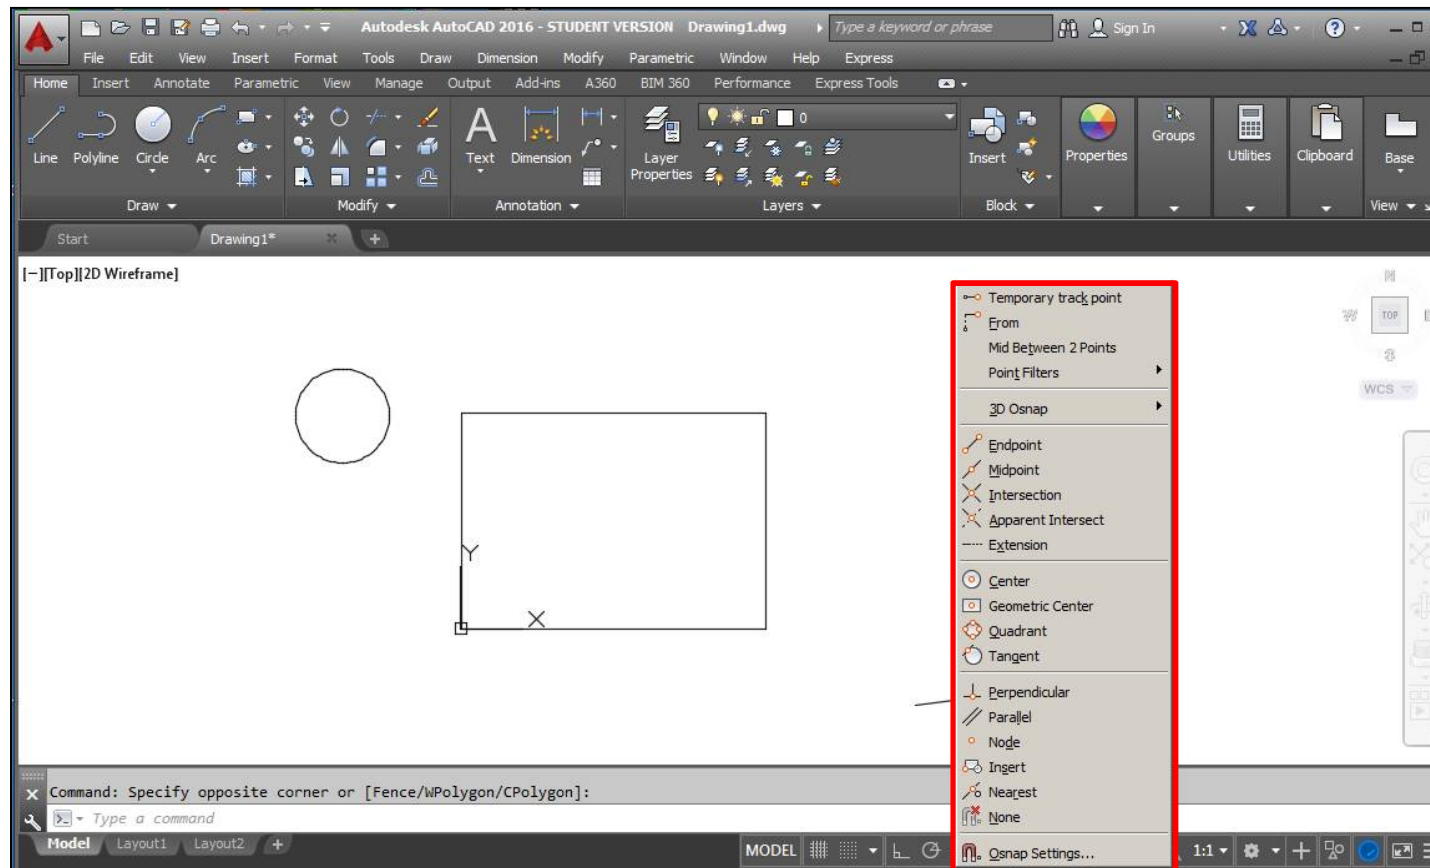 Autodesk AutoCAD 2016 - STUDENT VERSION Drawing1.dwg Type a keyword or phrase Sign In
File Edit View Insert Format Tools Draw Dimension Modify Parametric Window Help Express
Home Insert Annotate Parametric View Manage Output Add-ins A360 BIM 360 Performance Express Tools
0
Line Polyline Circle Arc Text Dimension Layer Properties Insert Properties Groups Utilities Clipboard Base
Draw Modify Annotation Layers Block View
Start Drawing1* +
[−][Top][2D Wireframe]
N
W TOP
S
WCS
Y
X
Temporary track point
From
Mid Between 2 Points
Point Filters
3D Osnap
Endpoint
Midpoint
Intersection
Apparent Intersect
Extension
Center
Geometric Center
Quadrant
Tangent
Perpendicular
Parallel
Node
Insert
Nearest
None
Osnap Settings...
Command: Specify opposite corner or [Fence/WPolygon/CPolygon]:
Type a command
Model Layout1 Layout2 + MODEL 1:1